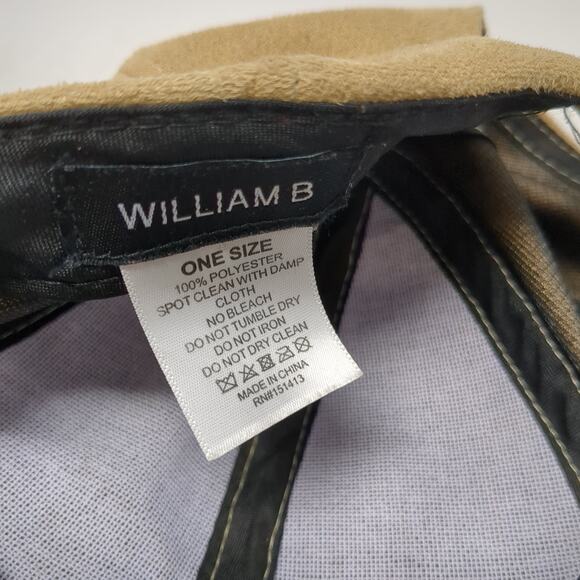 WILLIAM B
ONE SIZE
100% POLYESTER
SPOT CLEAN WITH DAMP
CLOTH
NO BLEACH
DO NOT TUMBLE DRY
DO NOT IRON
DO NOT DRY CLEAN
MADE IN CHINA
RN#151413